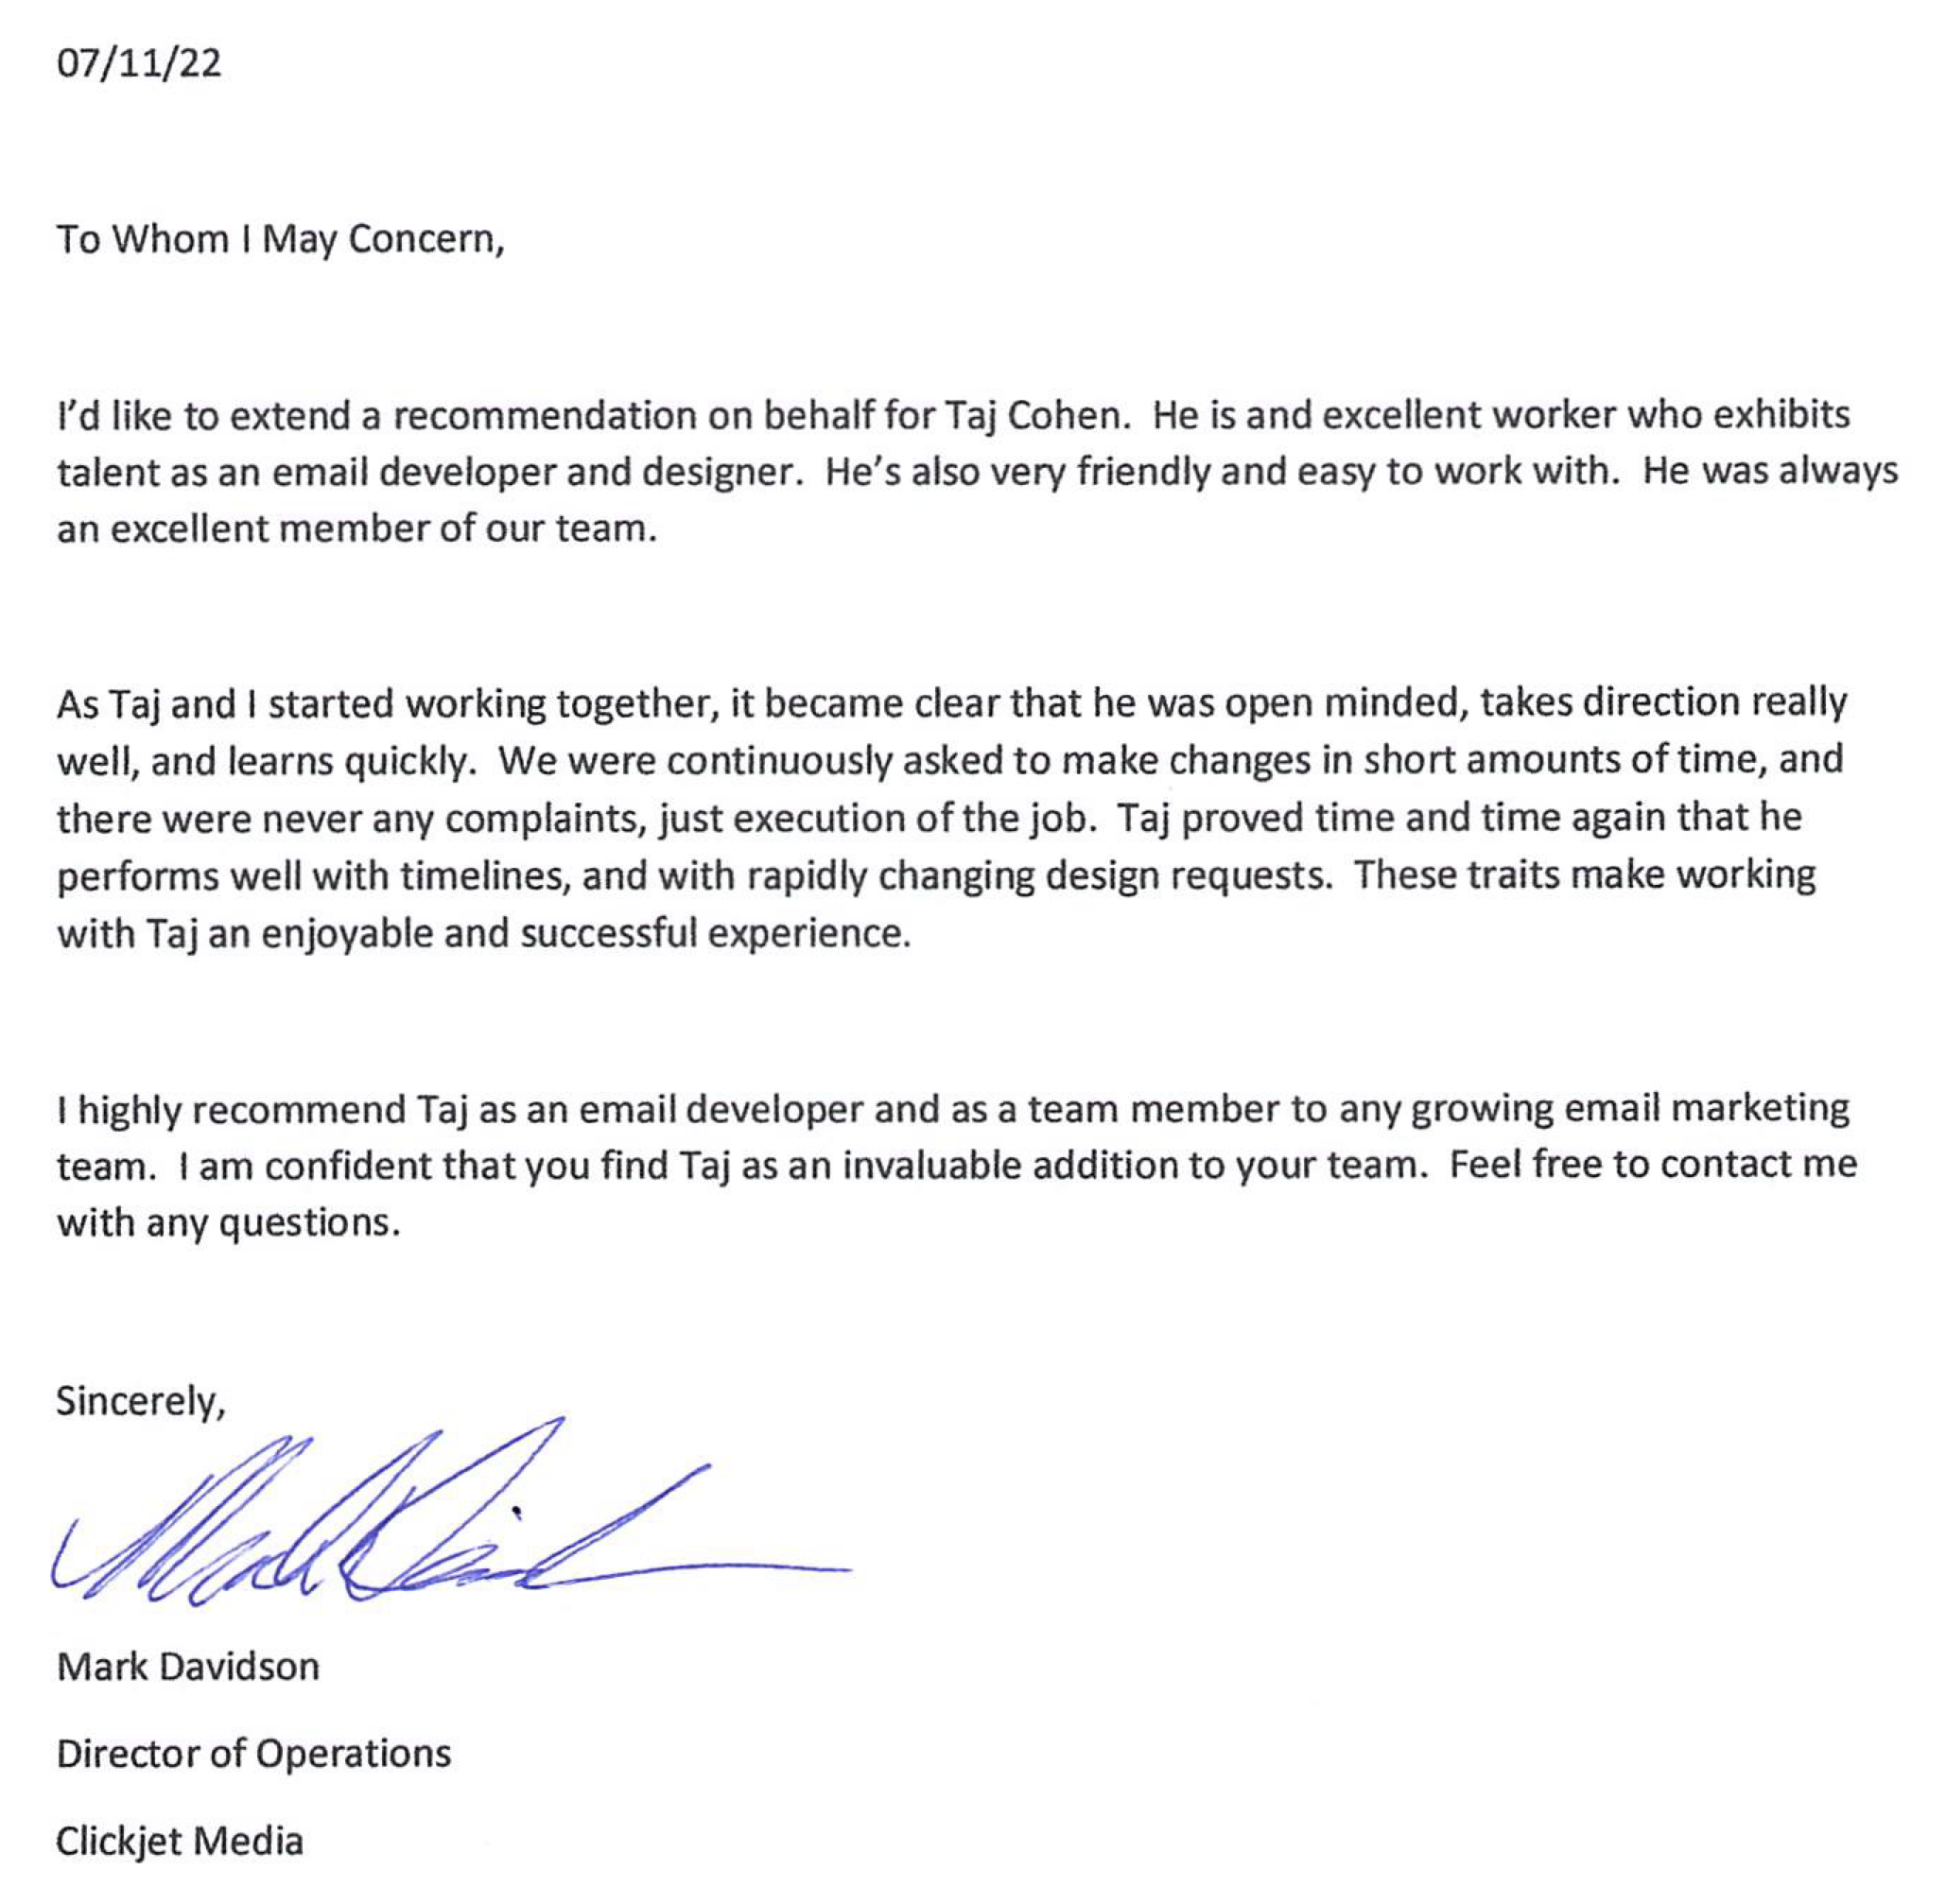 07/11/22
To Whom I May Concern,
I'd like to extend a recommendation on behalf for Taj Cohen.  He is and excellent worker who exhibits
talent as an email developer and designer.  He's also very friendly and easy to work with.  He was always
an excellent member of our team.
As Taj and I started working together, it became clear that he was open minded, takes direction really
well, and learns quickly.  We were continuously asked to make changes in short amounts of time, and
there were never any complaints, just execution of the job.  Taj proved time and time again that he
performs well with timelines, and with rapidly changing design requests.  These traits make working
with Taj an enjoyable and successful experience.
I highly recommend Taj as an email developer and as a team member to any growing email marketing
team.  I am confident that you find Taj as an invaluable addition to your team.  Feel free to contact me
with any questions.
Sincerely,
Mark Davidson
Director of Operations
Clickjet Media